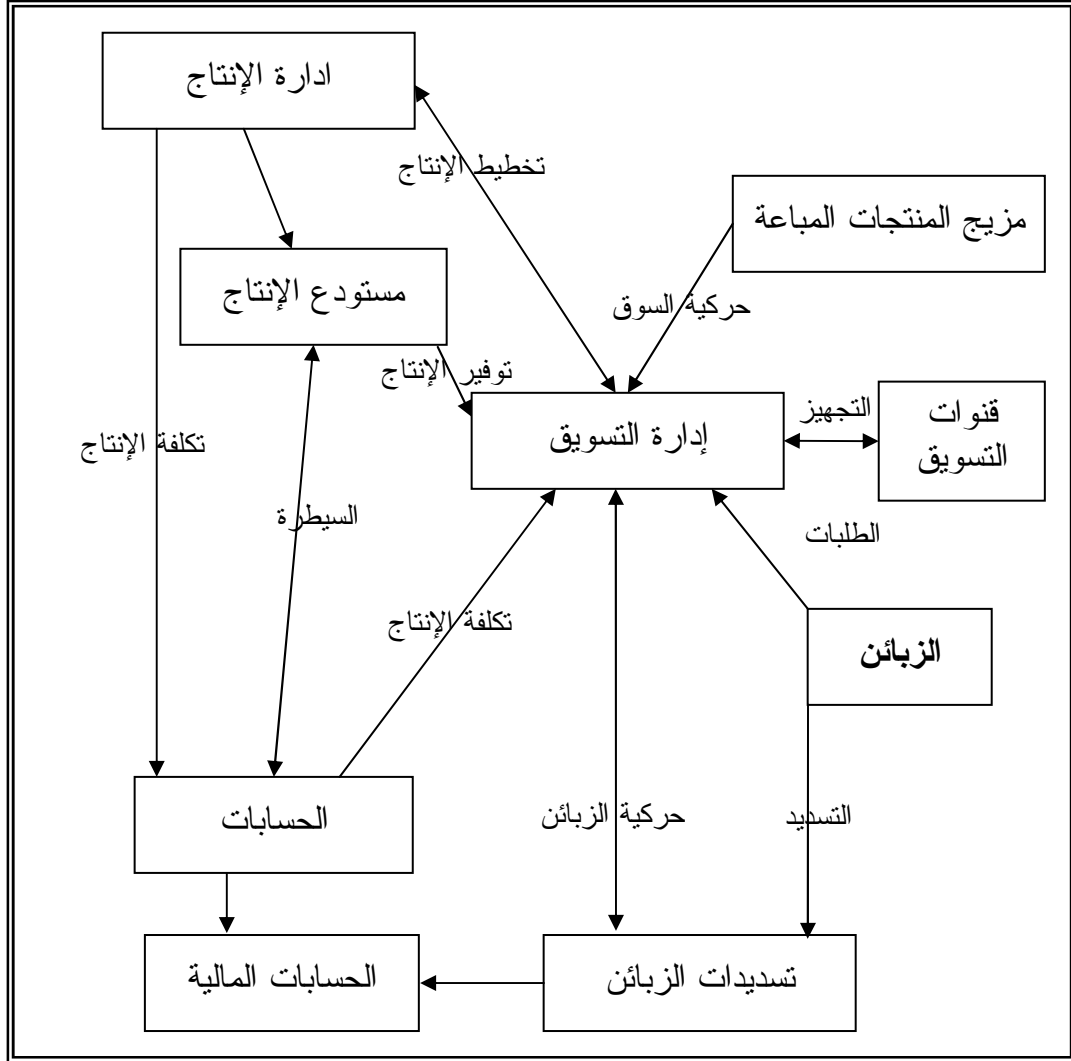 ادارة الإنتاج
تخطيط الإنتاج
مزيج المنتجات المباعة
مستودع الإنتاج
حركية السوق
توفير الإنتاج
قنوات
التسويق
التجهيز
إدارة التسويق
تكلفة الإنتاج
السيطرة
الطلبات
تكلفة الإنتاج
الزبائن
الحسابات
حركية الزبائن
التسديد
تسديدات الزبائن
الحسابات المالية